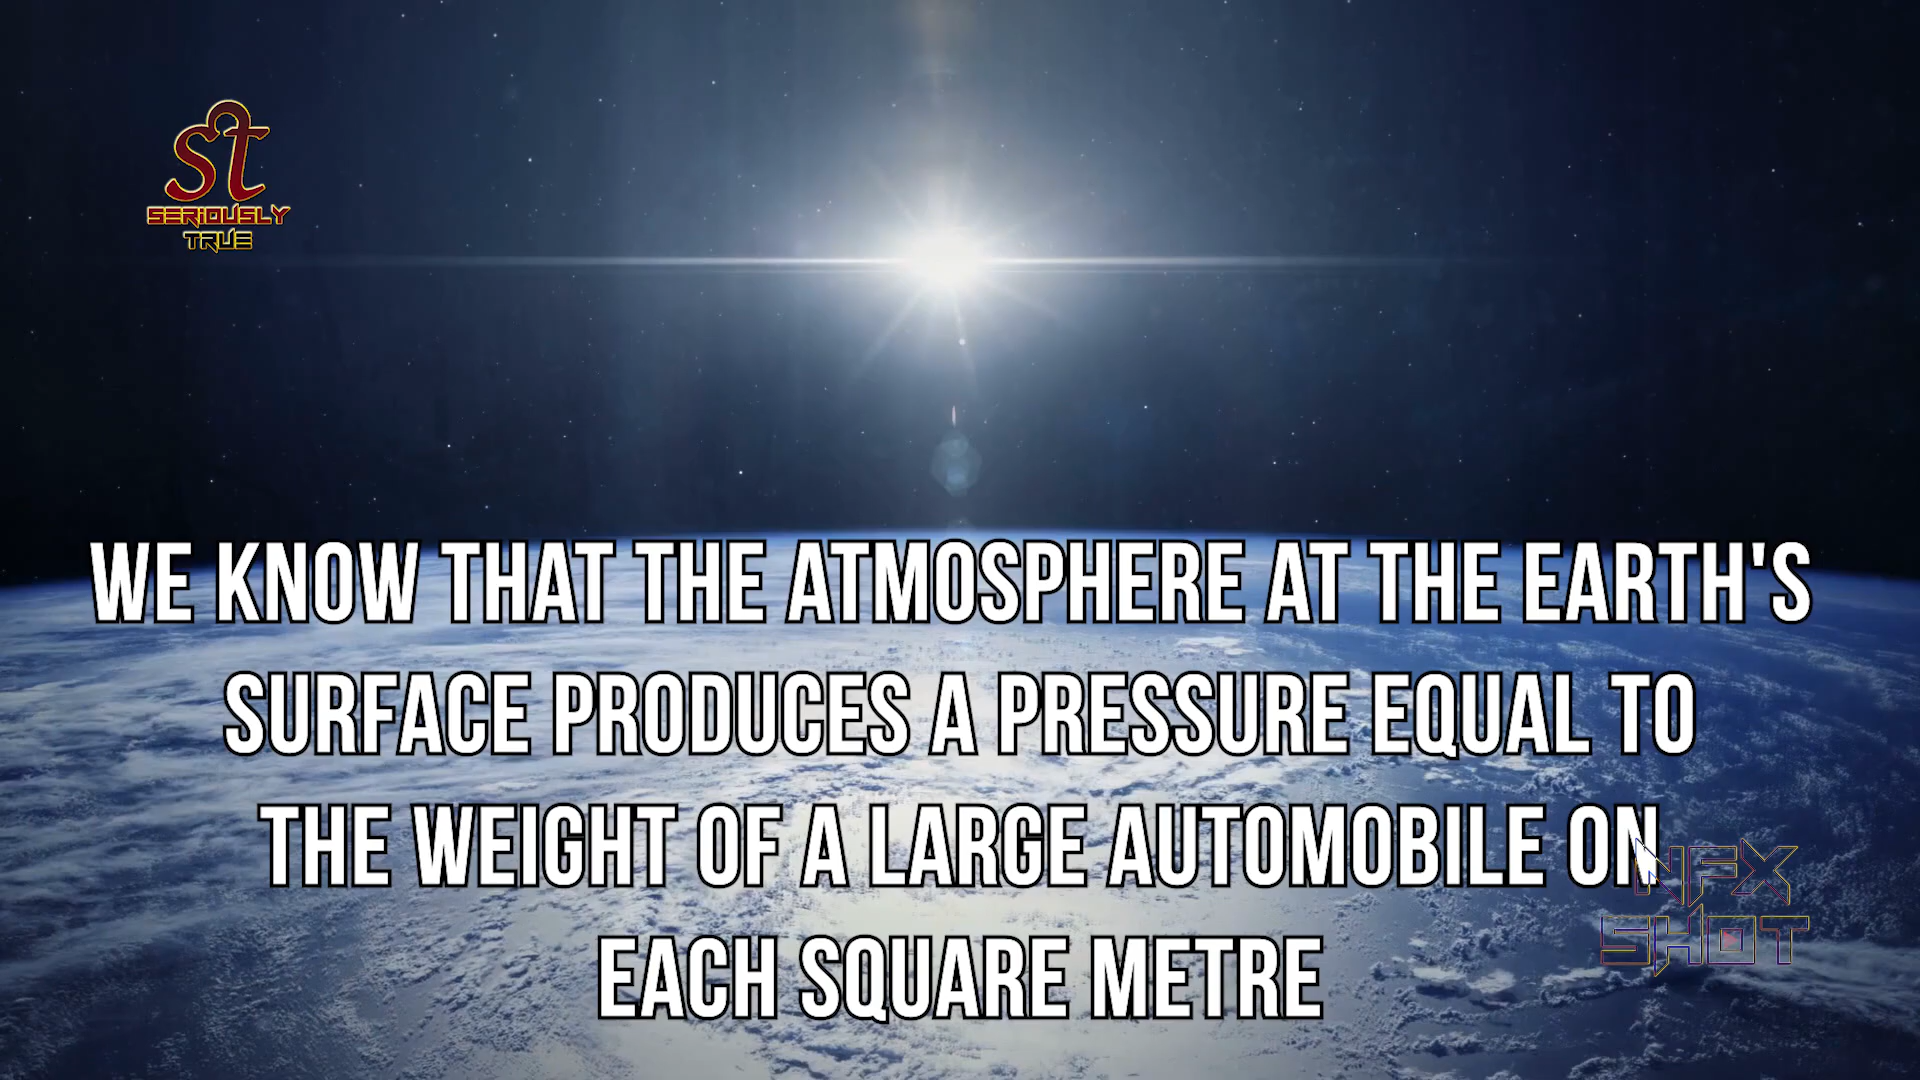 st
SERIOUSLY
TRUE
WE KNOW THAT THE ATMOSPHERE AT THE EARTH'S
SURFACE PRODUCES A PRESSURE EQUAL TO
THE WEIGHT OF A LARGE AUTOMOBILE ON
EACH SQUARE METRE
NFX
SHOT